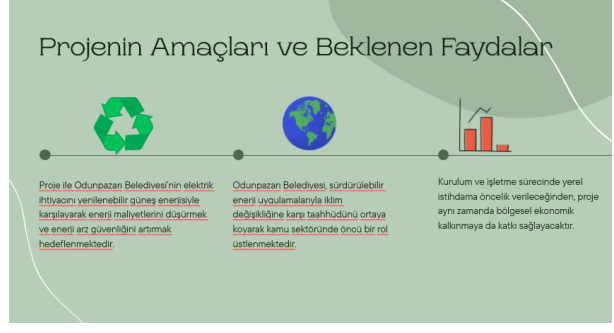 Projenin Amaçları ve Beklenen Faydalar
Proje ile Odunpazarı Belediyesi'nin elektrik
ihtiyacını yenilenebilir güneş enerjisiyle
karşılayarak enerji maliyetlerini düşürmek
ve enerji arz güvenliğini artırmak
hedeflenmektedir.
Odunpazarı Belediyesi, sürdürülebilir
enerji uygulamalarıyla iklim
değişikliğine karşı taahhüdünü ortaya
koyarak kamu sektöründe öncü bir rol
üstlenmektedir.
Kurulum ve işletme sürecinde yerel
istihdama öncelik verileceğinden, proje
aynı zamanda bölgesel ekonomik
kalkınmaya da katkı sağlayacaktır.